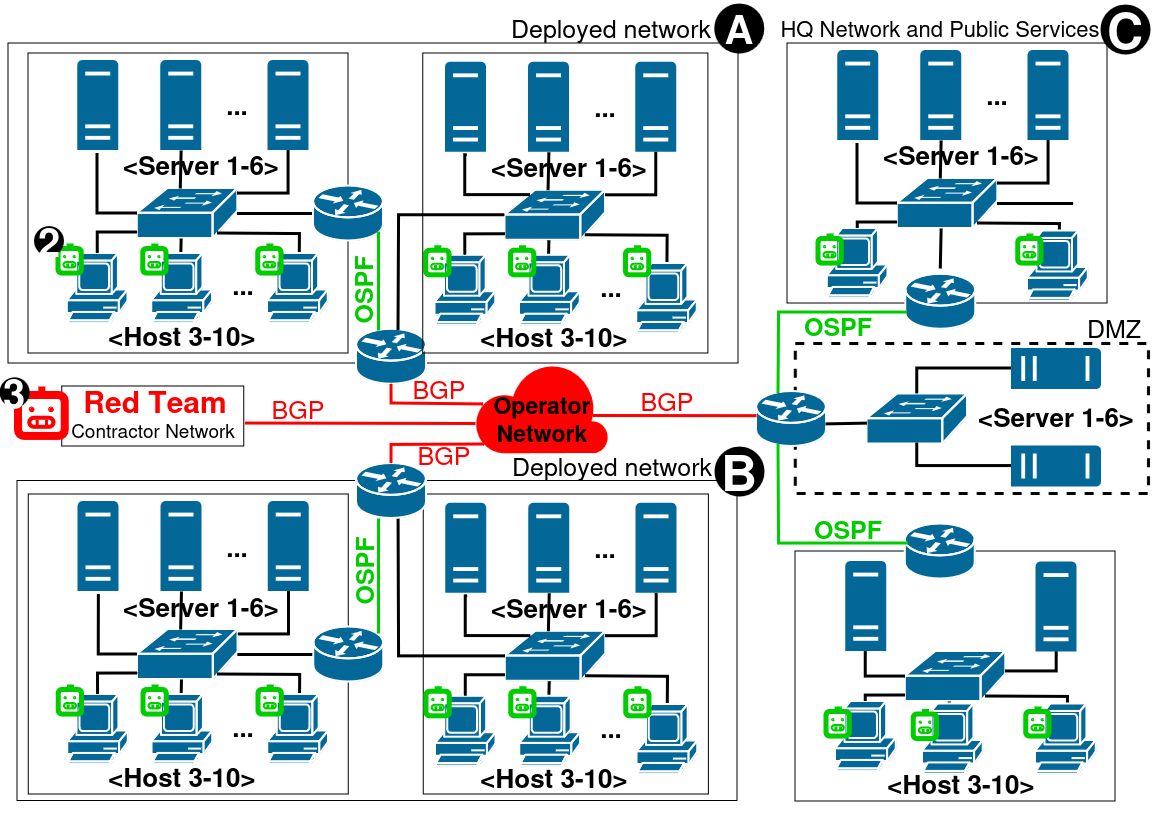 Deployed network A
HQ Network and Public Services C
...
...
...
<Server 1-6>
<Server 1-6>
<Server 1-6>
2
OSPF
...
...
<Host 3-10>
<Host 3-10>
OSPF
DMZ
3
Red Team
Contractor Network
BGP
BGP
Operator
Network
BGP
<Server 1-6>
BGP
Deployed network B
OSPF
...
...
OSPF
<Server 1-6>
<Server 1-6>
...
...
<Host 3-10>
<Host 3-10>
<Host 3-10>